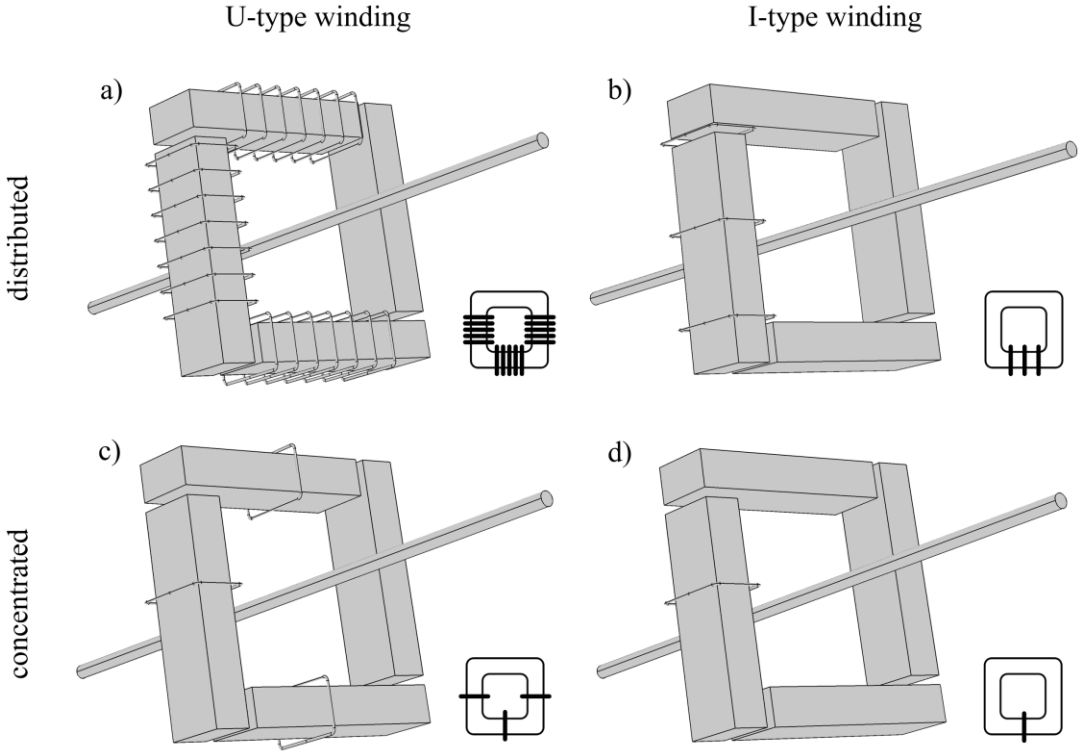 U-type winding
I-type winding
a)
b)
distributed
c)
d)
concentrated